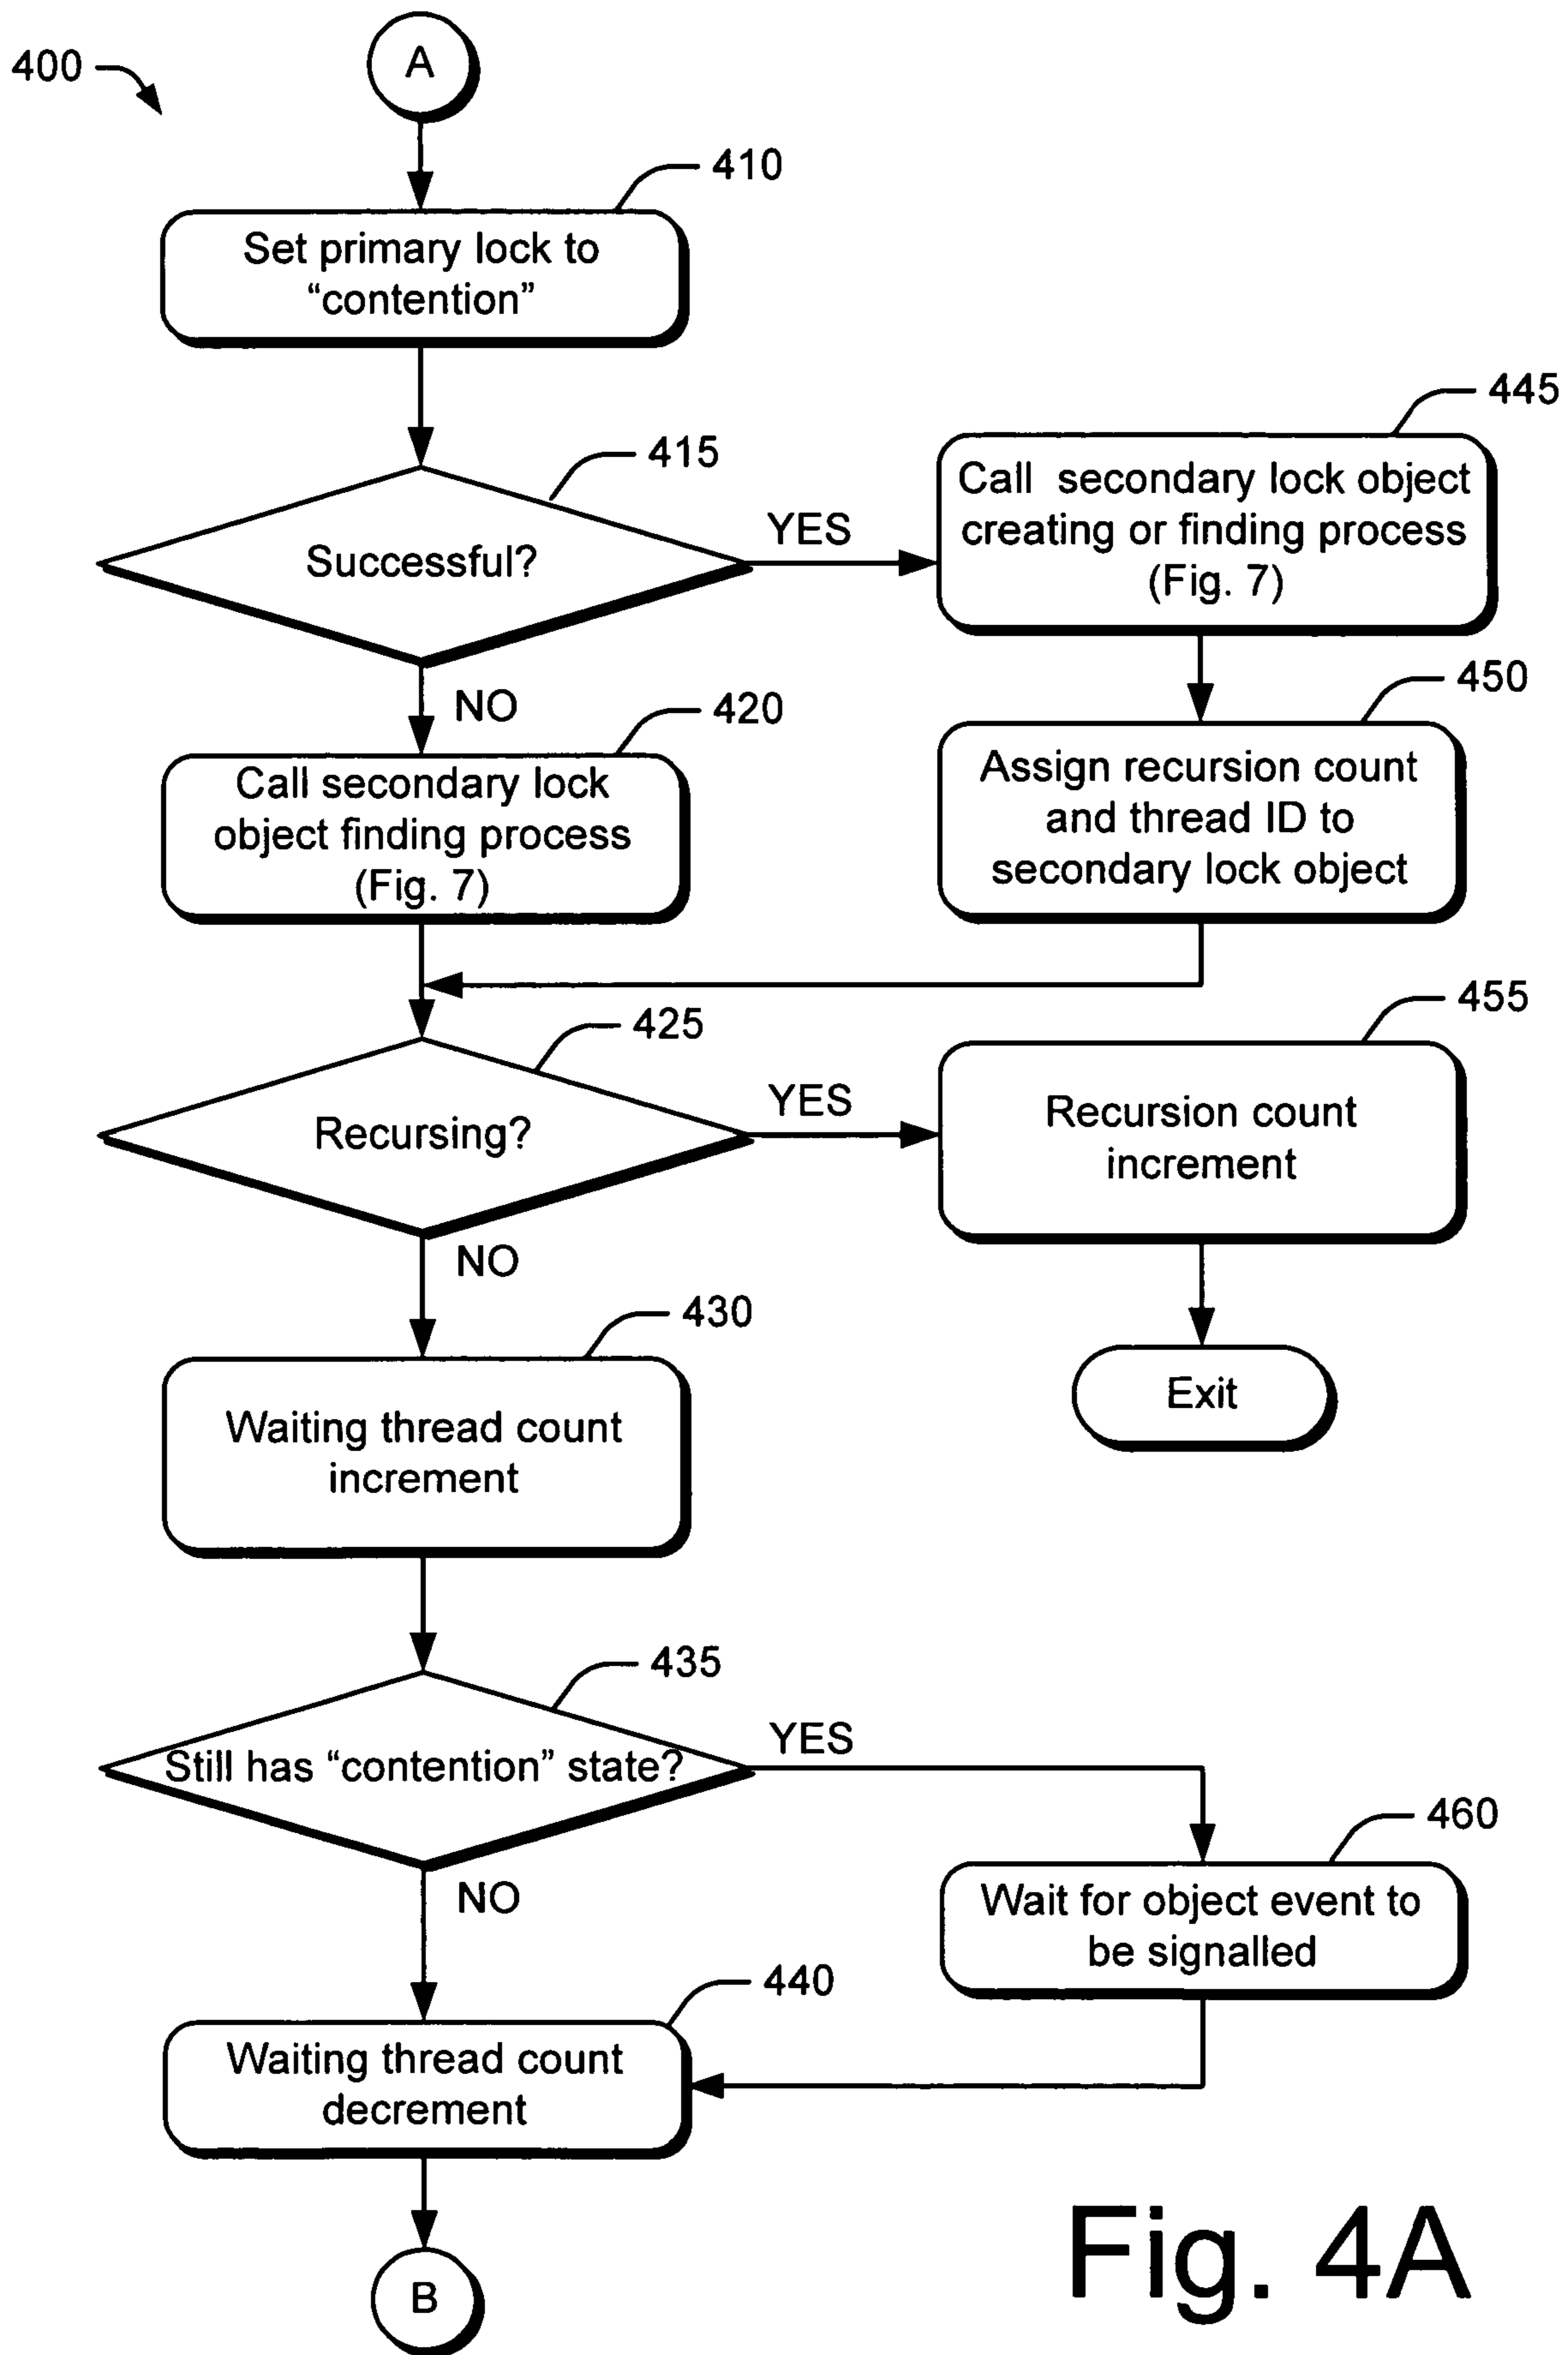 400
A
410
Set primary lock to
“contention”
445
415
Call secondary lock object
creating or finding process
(Fig. 7)
YES
Successful?
NO
420
450
Call secondary lock
object finding process
(Fig. 7)
Assign recursion count
and thread ID to
secondary lock object
425
455
YES
Recursing?
Recursion count
increment
NO
430
Exit
Waiting thread count
increment
435
YES
Still has “contention” state?
460
NO
Wait for object event to
be signalled
440
Waiting thread count
decrement
B
Fig. 4A